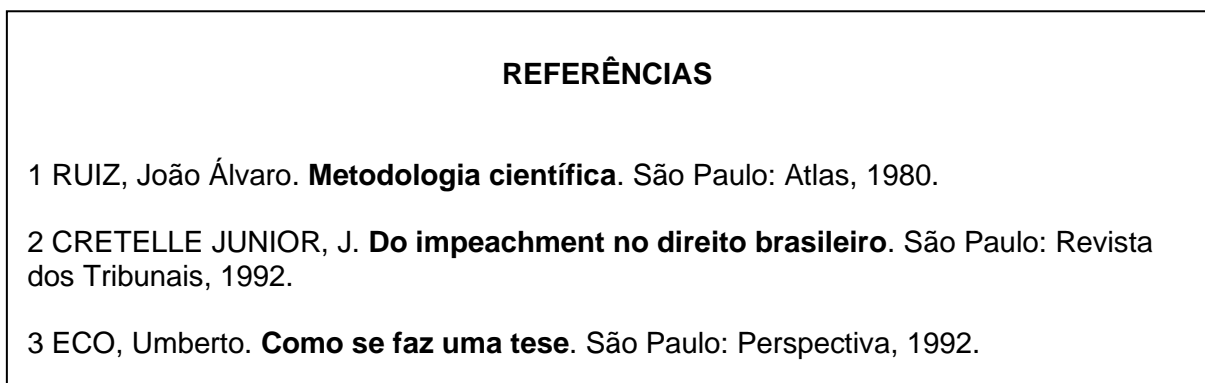 REFERÊNCIAS
1 RUIZ, João Álvaro. Metodologia científica. São Paulo: Atlas, 1980.
2 CRETELLE JUNIOR, J. Do impeachment no direito brasileiro. São Paulo: Revista
dos Tribunais, 1992.
3 ECO, Umberto. Como se faz uma tese. São Paulo: Perspectiva, 1992.